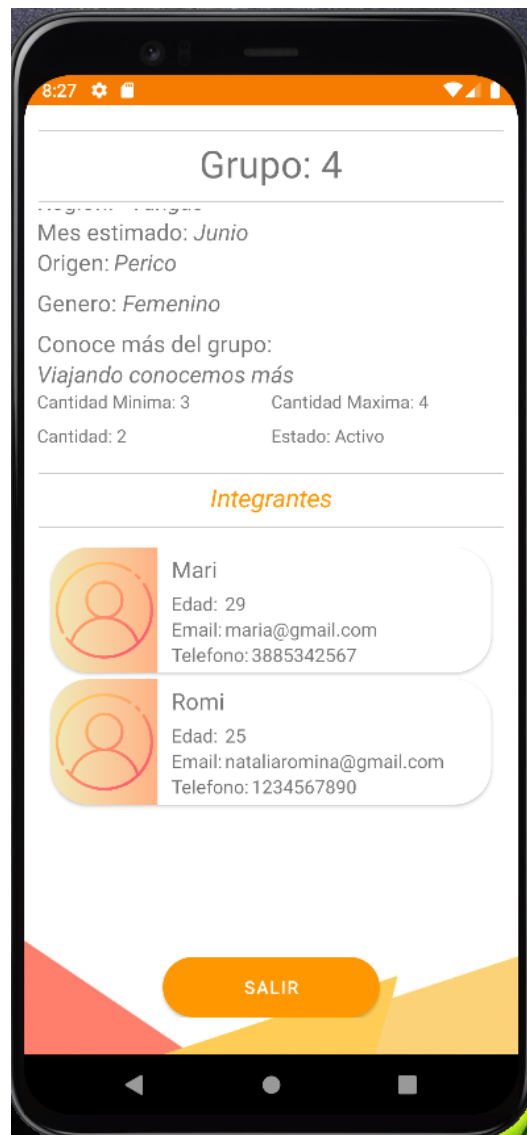 8:27
Grupo: 4
Mes estimado: Junio
Origen: Perico
Genero: Femenino
Conoce más del grupo:
Viajando conocemos más
Cantidad Minima: 3 Cantidad Maxima: 4
Cantidad: 2 Estado: Activo
Integrantes
Mari
Edad: 29
Email: maria@gmail.com
Telefono: 3885342567
Romi
Edad: 25
Email: nataliaromina@gmail.com
Telefono: 1234567890
SALIR